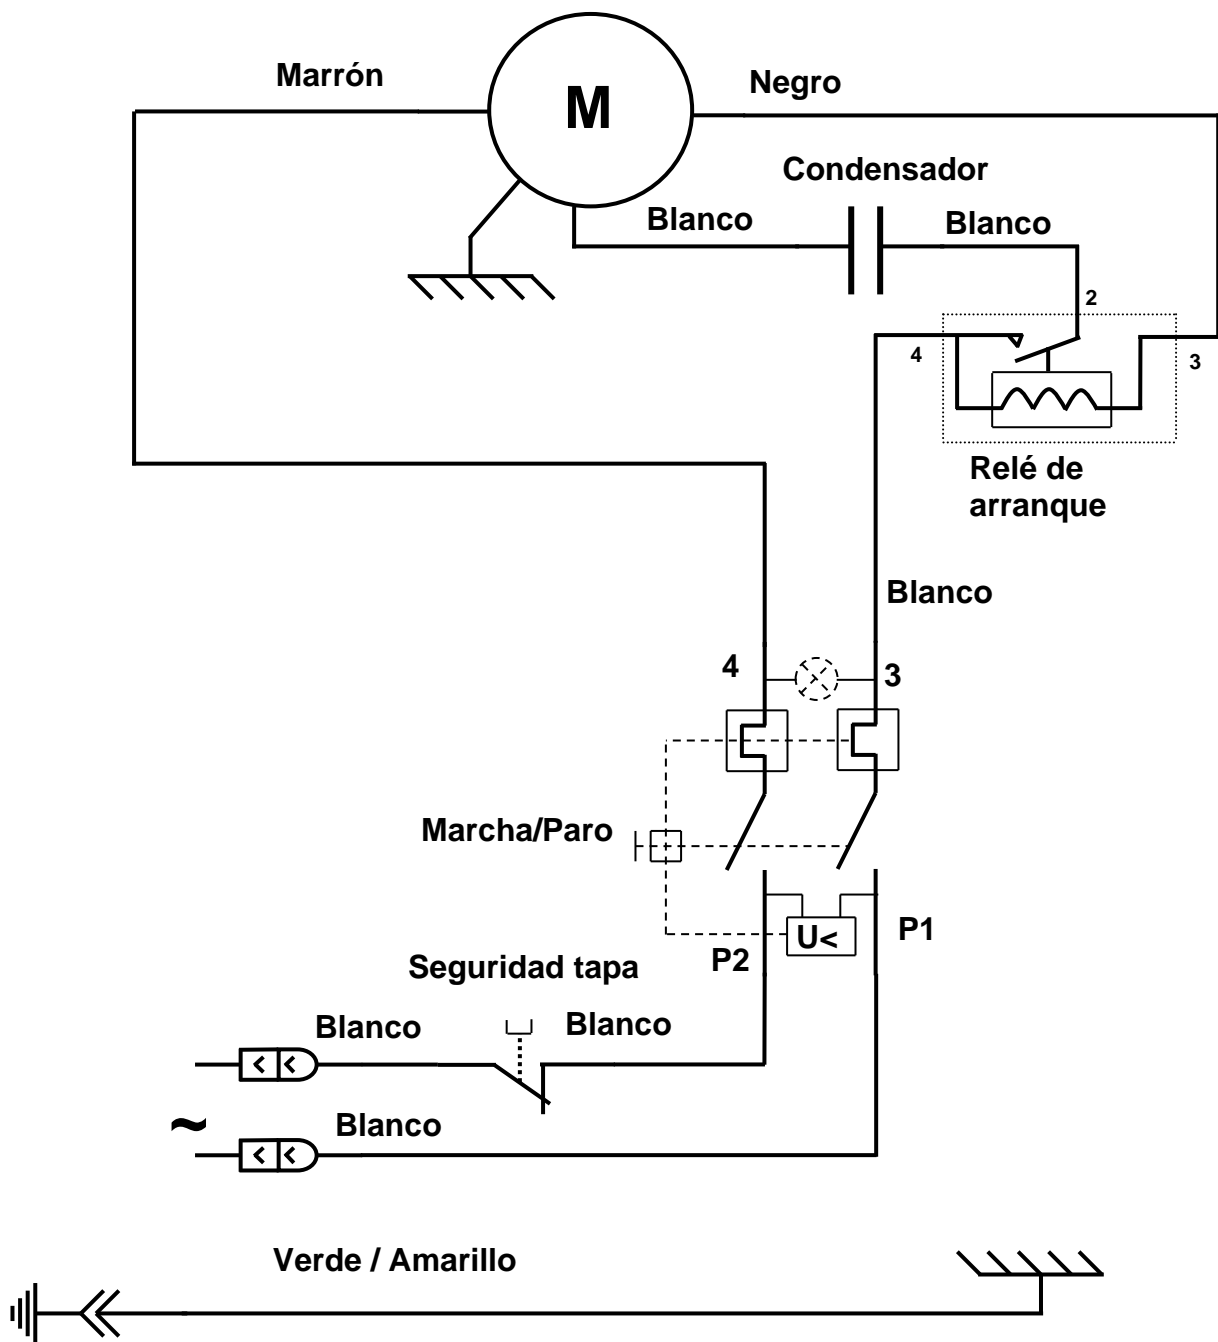 Marrón
M
Negro
Condensador
Blanco
Blanco
2
4
3
Relé de
arranque
Blanco
4
3
Marcha/Paro
U<
P1
P2
Seguridad tapa
Blanco
Blanco
~
Blanco
Verde / Amarillo